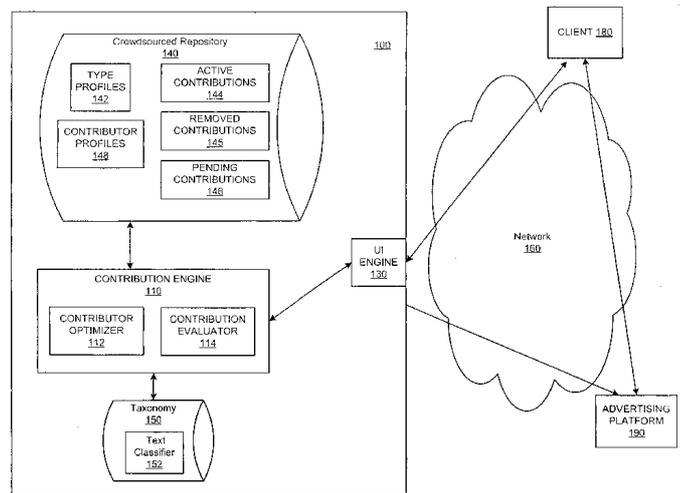 Crowdsourced Repository
140
100
TYPE
PROFILES
142
CONTRIBUTOR
PROFILES
148
ACTIVE
CONTRIBUTIONS
144
REMOVED
CONTRIBUTIONS
145
PENDING
CONTRIBUTIONS
146
CLIENT 180
Network
160
UI
ENGINE
130
CONTRIBUTION ENGINE
110
CONTRIBUTOR
OPTIMIZER
112
CONTRIBUTION
EVALUATOR
114
Taxonomy
150
Text
Classifier
152
ADVERTISING
PLATFORM
190